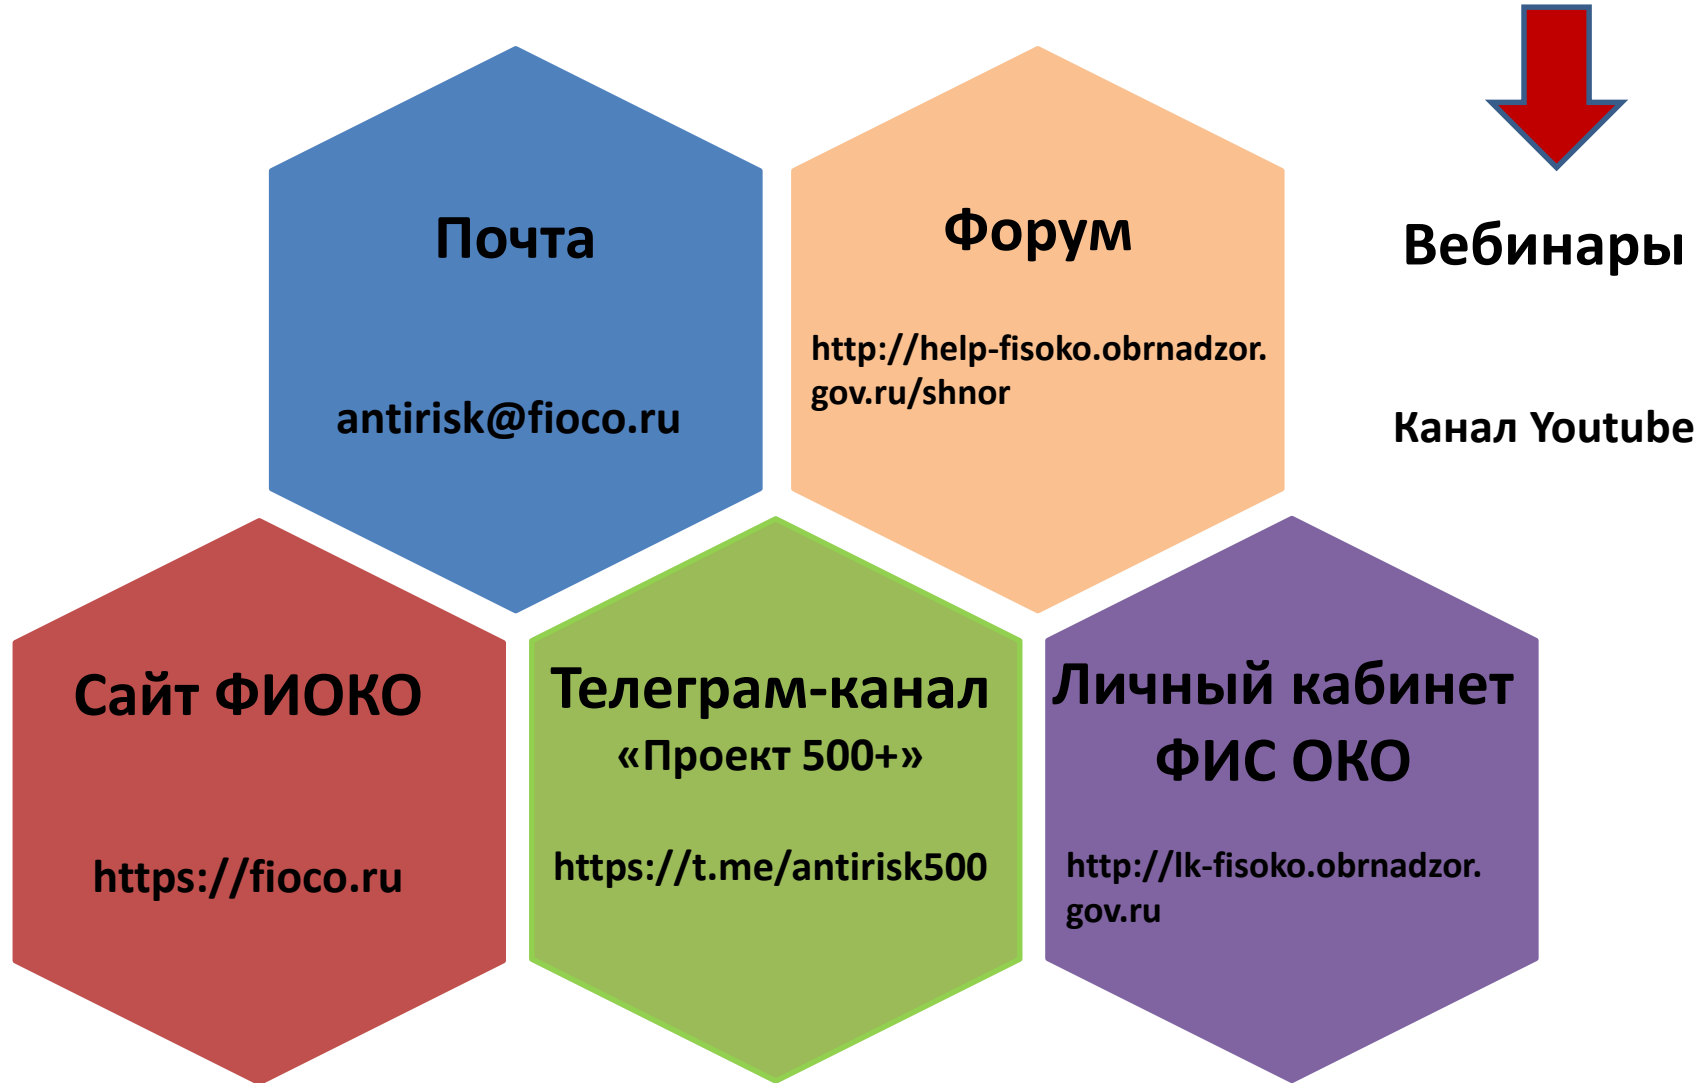 Почта
antirisk@fioco.ru
Форум
http://help-fisoko.obrnadzor.
gov.ru/shnor
Вебинары
Канал Youtube
Сайт ФИОКО
https://fioco.ru
Телеграм-канал
«Проект 500+»
https://t.me/antirisk500
Личный кабинет
ФИС ОКО
http://lk-fisoko.obrnadzor.
gov.ru